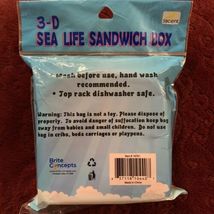 3-D
SEA LIFE SANDWICH BOX
Wash before use, hand wash
recommended.
• Top rack dishwasher safe.
Warning: This bag is not a toy. Please dispose of
properly. To avoid danger of suffocation keep bag
away from babies and small children. Do not use
bag in cribs, beds carriages or playpens.
Brite
Concepts
Made in China